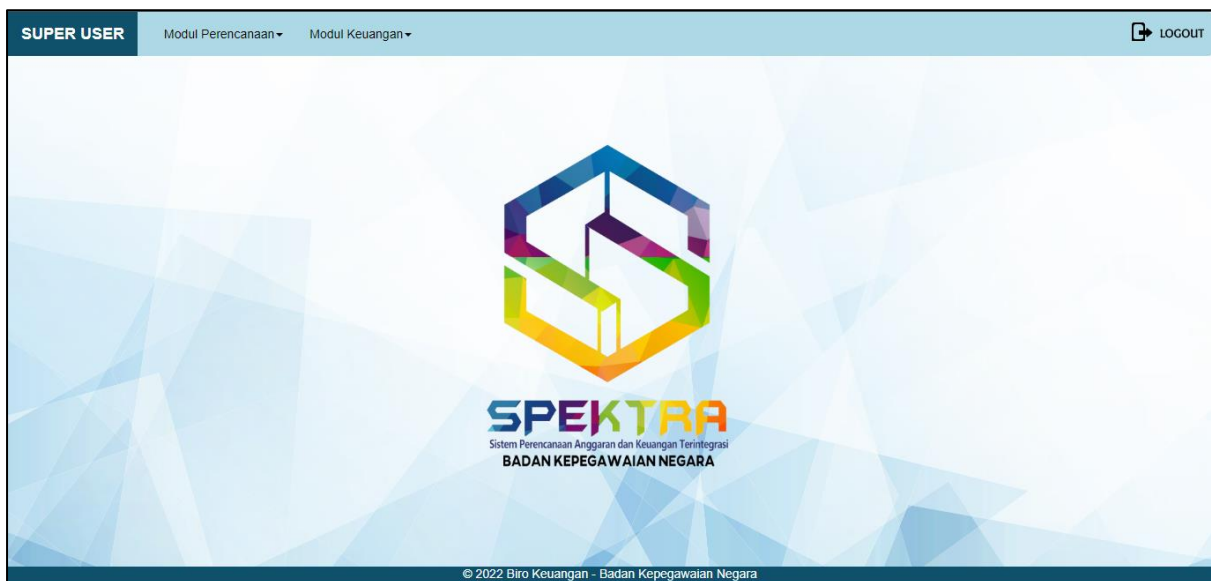 SUPER USER Modul Perencanaan Modul Keuangan LOGOUT
SPEKTRA
Sistem Perencanaan Anggaran dan Keuangan Terintegrasi
BADAN KEPEGAWAIAN NEGARA
© 2022 Biro Keuangan - Badan Kepegawaian Negara